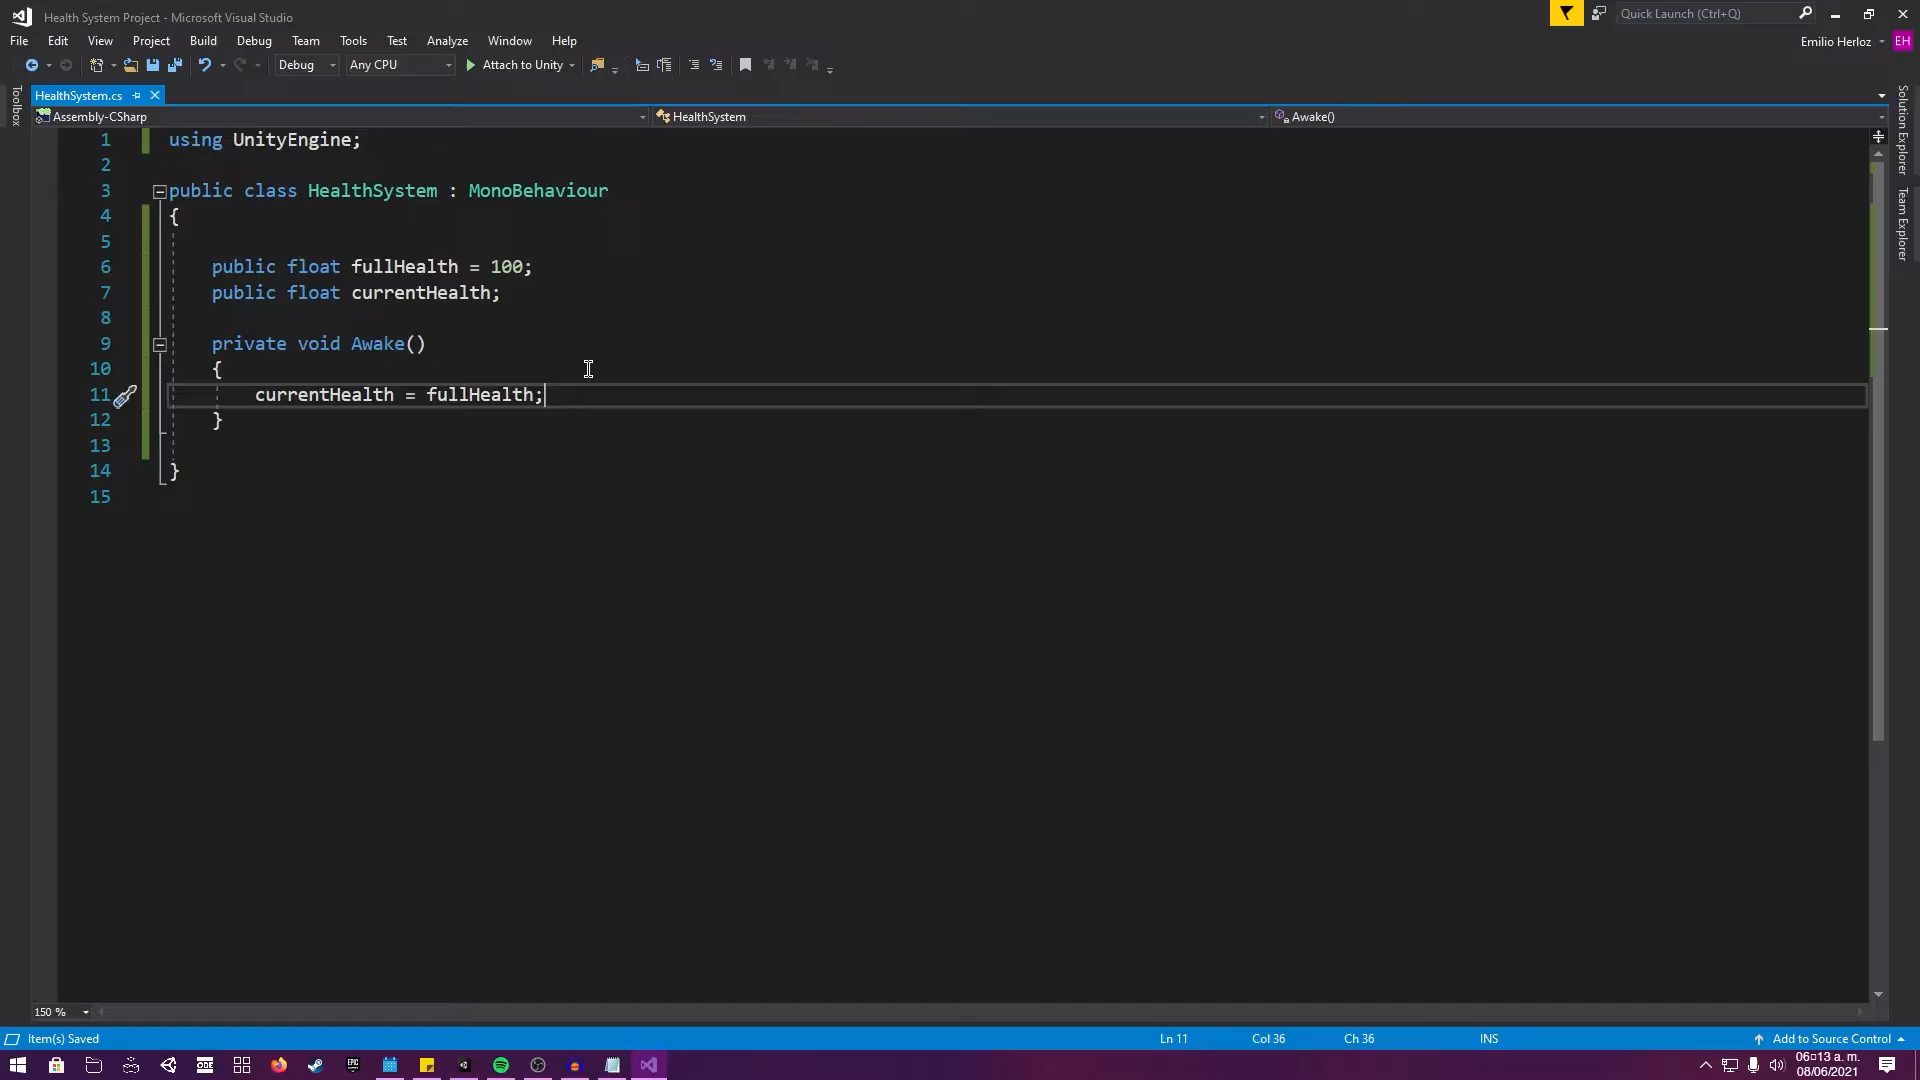 Health System Project - Microsoft Visual Studio
Quick Launch (Ctrl+Q)
File Edit View Project Build Debug Team Tools Test Analyze Window Help
Emilio Herloz EH
Debug Any CPU Attach to Unity
HealthSystem.cs
Assembly-CSharp HealthSystem Awake()
Toolbox
Solution Explorer
Team Explorer
1 using UnityEngine;
2
3 public class HealthSystem : MonoBehaviour
4 {
5
6 public float fullHealth = 100;
7 public float currentHealth;
8
9 private void Awake()
10 {
11 currentHealth = fullHealth;
12 }
13
14 }
15
150 %
Item(s) Saved Ln 11 Col 36 Ch 36 INS Add to Source Control
ODE
EPIC
06□13 a. m.
08/06/2021